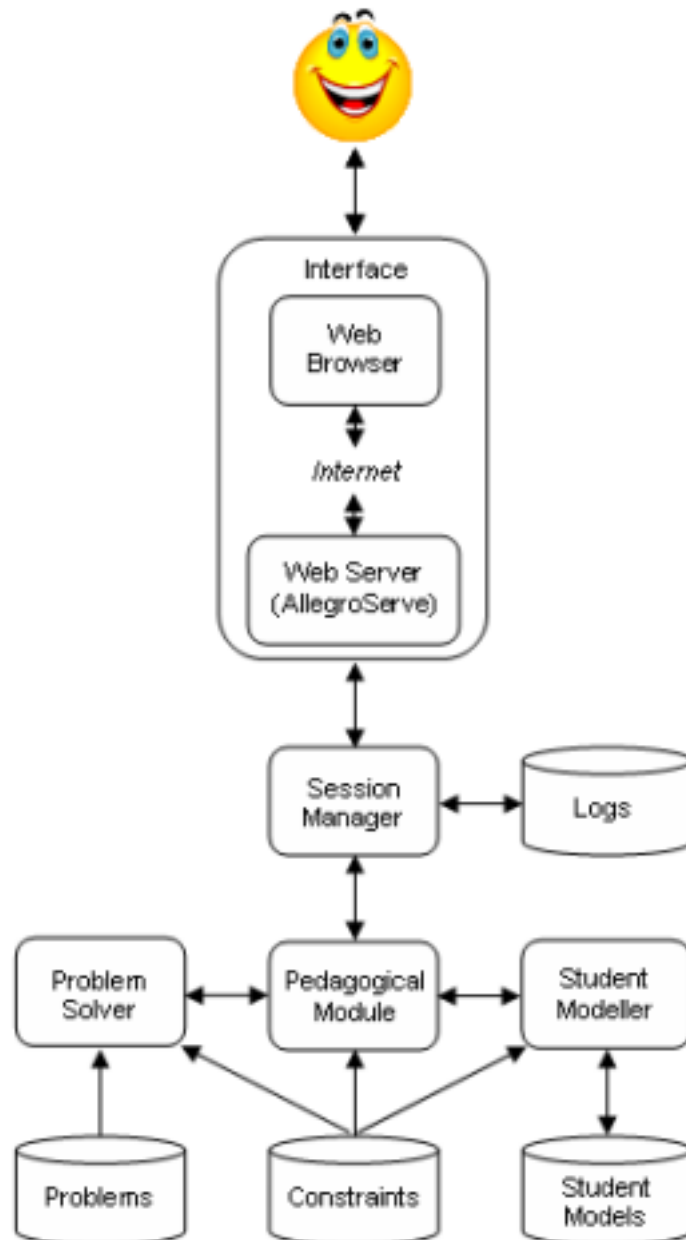 Interface
Web
Browser
Internet
Web Server
(AllegroServe)
Session
Manager
Logs
Problem
Solver
Pedagogical
Module
Student
Modeller
Problems
Constraints
Student
Models